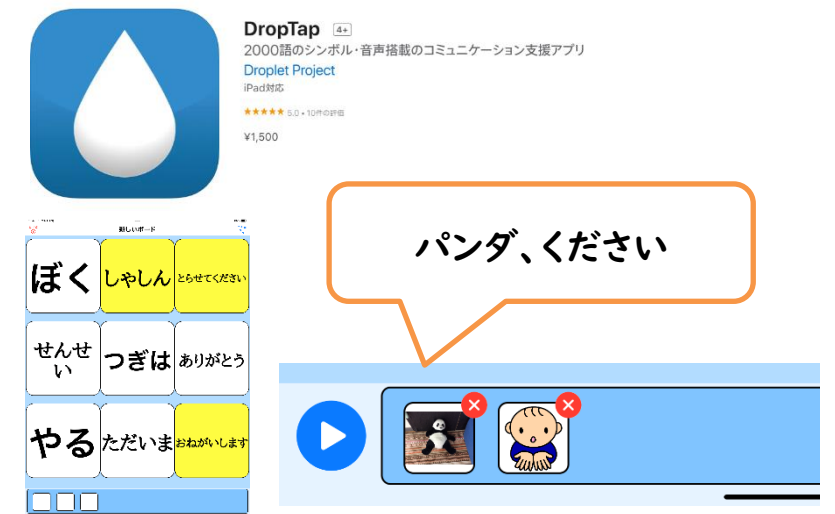 DropTap 4+
2000語のシンボル・音声搭載のコミュニケーション支援アプリ
Droplet Project
iPad対応
★★★★★ 5.0 • 10件の評価
¥1,500
新しいボード
ぼく
しゃしん
とらせてください
せんせ
い
つぎは
ありがとう
やる
ただいま
おねがいします
パンダ、ください